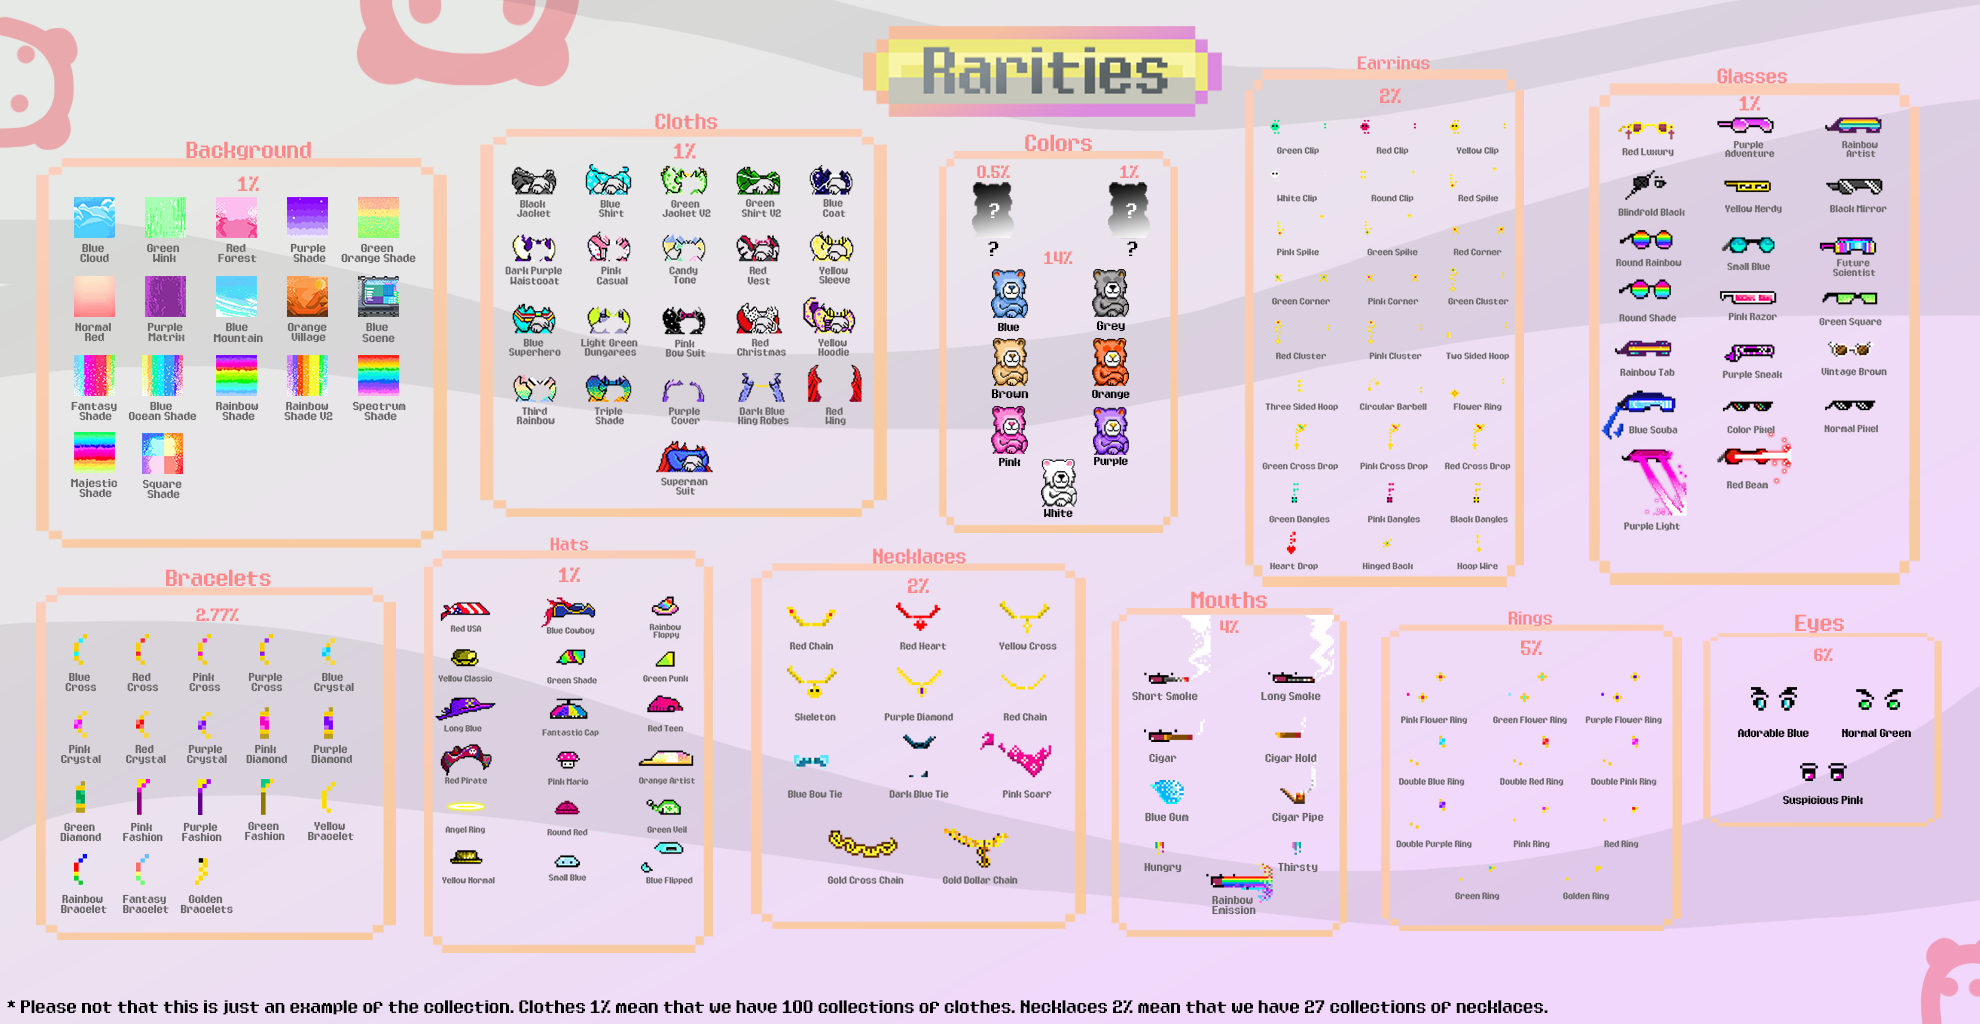 Rarities
Background
1%
Blue
Cloud
Green
Wink
Red
Forest
Purple
Shade
Green
Orange Shade
Normal
Red
Purple
Matrix
Blue
Mountain
Orange
Village
Blue
Scene
Fantasy
Shade
Blue
Ocean Shade
Rainbow
Shade
Rainbow
Shade V2
Spectrum
Shade
Majestic
Shade
Square
Shade
Cloths
1%
Black
Jacket
Blue
Shirt
Green
Jacket V2
Green
Shirt V2
Blue
Coat
Dark Purple
Waistcoat
Pink
Casual
Candy
Tone
Red
Vest
Yellow
Sleeve
Blue
Superhero
Light Green
Dungarees
Pink
Bow Suit
Red
Christmas
Yellow
Hoodie
Third
Rainbow
Triple
Shade
Purple
Cover
Dark Blue
King Robes
Red
Wing
Superman
Suit
Colors
0.5%
1%
?
?
?
?
14%
Blue
Grey
Brown
Orange
Pink
Purple
White
Earrings
2%
Green Clip
Red Clip
Yellow Clip
White Clip
Round Clip
Red Spike
Pink Spike
Green Spike
Red Corner
Green Corner
Pink Corner
Green Cluster
Red Cluster
Pink Cluster
Two Sided Hoop
Three Sided Hoop
Circular Barbell
Flower Ring
Green Cross Drop
Pink Cross Drop
Red Cross Drop
Green Dangles
Pink Dangles
Black Dangles
Heart Drop
Hinged Back
Hoop Wire
Glasses
1%
Red Luxury
Purple
Adventure
Rainbow
Artist
Blindfold Black
Yellow Nerdy
Black Mirror
Round Rainbow
Small Blue
Future
Scientist
Round Shade
Pink Razor
Green Square
Rainbow Tab
Purple Sneak
Vintage Brown
Blue Scuba
Color Pixel
Normal Pixel
Purple Light
Red Beam
Bracelets
2.77%
Blue
Cross
Red
Cross
Pink
Cross
Purple
Cross
Blue
Crystal
Pink
Crystal
Red
Crystal
Purple
Crystal
Pink
Diamond
Purple
Diamond
Green
Diamond
Pink
Fashion
Purple
Fashion
Green
Fashion
Yellow
Bracelet
Rainbow
Bracelet
Fantasy
Bracelet
Golden
Bracelets
Hats
1%
Red USA
Blue Cowboy
Rainbow
Floppy
Yellow Classic
Green Shade
Green Punk
Long Blue
Fantastic Cap
Red Teen
Red Pirate
Pink Mario
Orange Artist
Angel Ring
Round Red
Green Veil
Yellow Normal
Small Blue
Blue Flipped
Necklaces
2%
Red Chain
Red Heart
Yellow Cross
Skeleton
Purple Diamond
Red Chain
Blue Bow Tie
Dark Blue Tie
Pink Scarf
Gold Cross Chain
Gold Dollar Chain
Mouths
4%
Short Smoke
Long Smoke
Cigar
Cigar Hold
Blue Gum
Cigar Pipe
Hungry
Thirsty
Rainbow
Emission
Rings
5%
Pink Flower Ring
Green Flower Ring
Purple Flower Ring
Double Blue Ring
Double Red Ring
Double Pink Ring
Double Purple Ring
Pink Ring
Red Ring
Green Ring
Golden Ring
Eyes
6%
Adorable Blue
Normal Green
Suspicious Pink
* Please not that this is just an example of the collection. Clothes 1% mean that we have 100 collections of clothes. Necklaces 2% mean that we have 27 collections of necklaces.